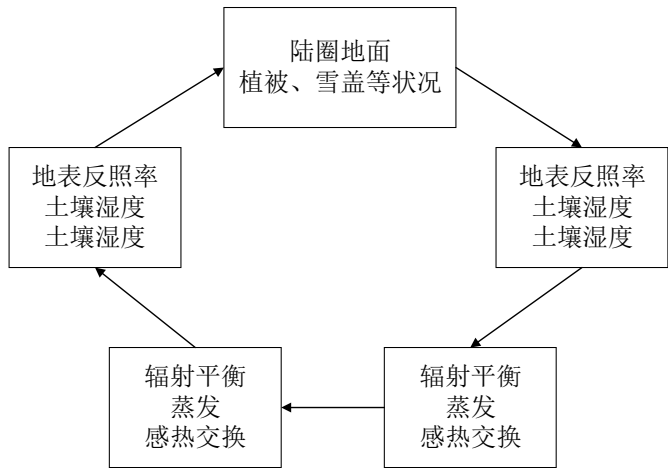 陆圈地面
植被、雪盖等状况
地表反照率
土壤湿度
土壤湿度
地表反照率
土壤湿度
土壤湿度
辐射平衡
蒸发
感热交换
辐射平衡
蒸发
感热交换